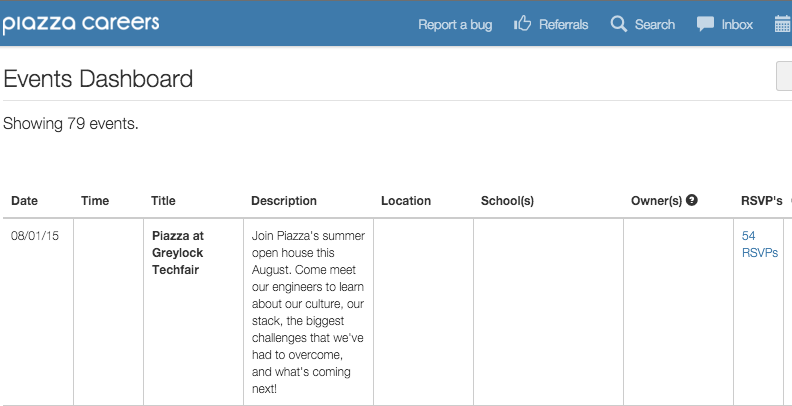 piazza careers Report a bug Referrals Search Inbox
Events Dashboard
Showing 79 events.
Date Time Title Description Location School(s) Owner(s) ? RSVP's
08/01/15 Piazza at Join Piazza's summer 54
Greylock open house this RSVPs
Techfair August. Come meet
our engineers to learn
about our culture, our
stack, the biggest
challenges that we've
had to overcome,
and what's coming
next!